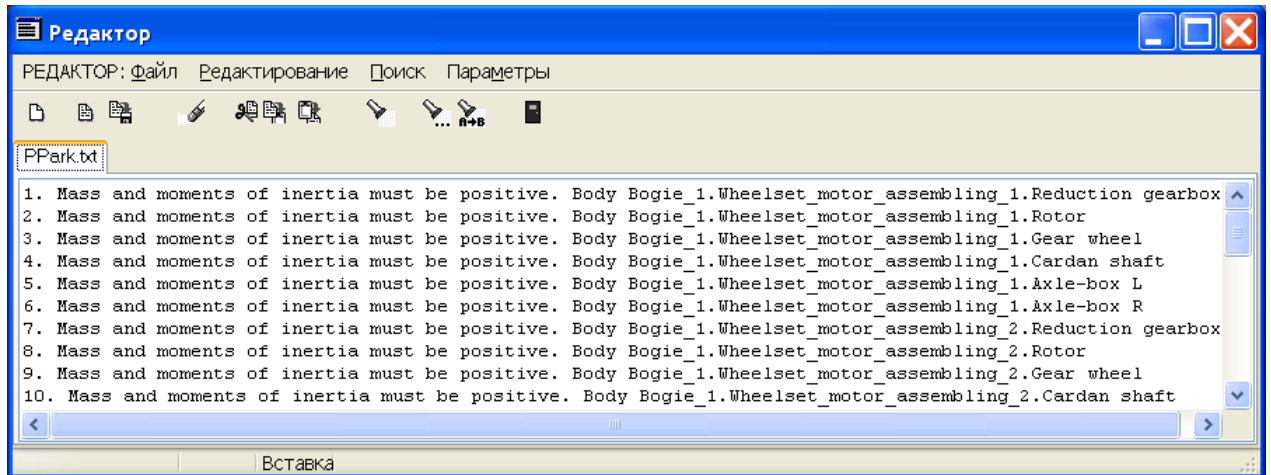 Редактор
РЕДАКТОР: Файл Редактирование Поиск Параметры
... A→B
PPark.txt
1. Mass and moments of inertia must be positive. Body Bogie_1.Wheelset_motor_assembling_1.Reduction gearbox
2. Mass and moments of inertia must be positive. Body Bogie_1.Wheelset_motor_assembling_1.Rotor
3. Mass and moments of inertia must be positive. Body Bogie_1.Wheelset_motor_assembling_1.Gear wheel
4. Mass and moments of inertia must be positive. Body Bogie_1.Wheelset_motor_assembling_1.Cardan shaft
5. Mass and moments of inertia must be positive. Body Bogie_1.Wheelset_motor_assembling_1.Axle-box L
6. Mass and moments of inertia must be positive. Body Bogie_1.Wheelset_motor_assembling_1.Axle-box R
7. Mass and moments of inertia must be positive. Body Bogie_1.Wheelset_motor_assembling_2.Reduction gearbox
8. Mass and moments of inertia must be positive. Body Bogie_1.Wheelset_motor_assembling_2.Rotor
9. Mass and moments of inertia must be positive. Body Bogie_1.Wheelset_motor_assembling_2.Gear wheel
10. Mass and moments of inertia must be positive. Body Bogie_1.Wheelset_motor_assembling_2.Cardan shaft
Вставка